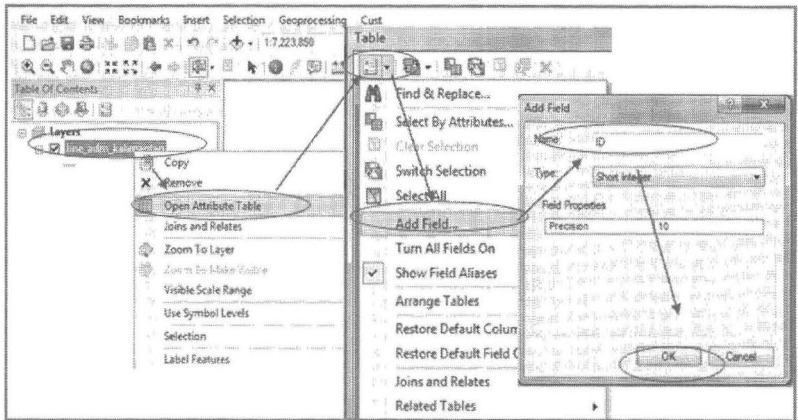 File Edit View Bookmarks Insert Selection Geoprocessing Cust
1:7,223,850
Table Of Contents
Layers
Copy
Remove
Open Attribute Table
Joins and Relates
Zoom To Layer
Zoom To Make Visible
Visible Scale Range
Use Symbol Levels
Selection
Label Features
Table
Find & Replace...
Select By Attributes...
Clear Selection
Switch Selection
Select All
Add Field...
Turn All Fields On
Show Field Aliases
Arrange Tables
Restore Default Colum
Restore Default Field
Joins and Relates
Related Tables
Add Field
Name: ID
Type: Short Integer
Field Properties
Precision 10
OK Cancel